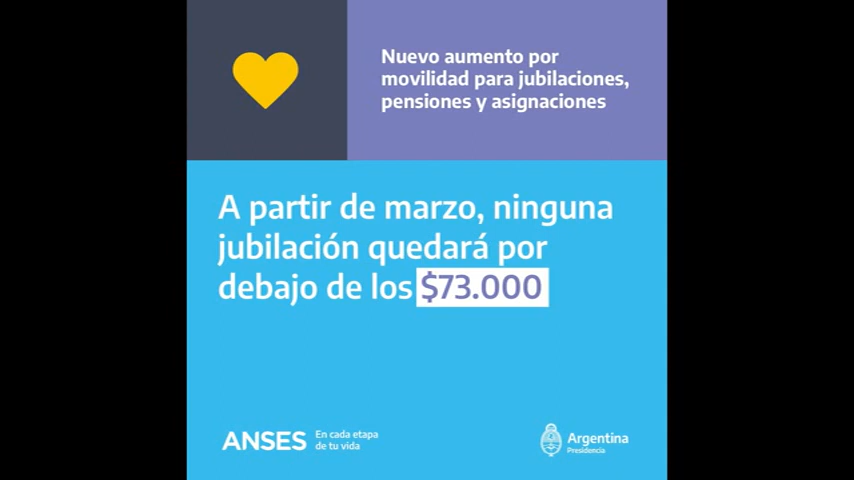 Nuevo aumento por
movilidad para jubilaciones,
pensiones y asignaciones
A partir de marzo, ninguna
jubilación quedará por
debajo de los $73.000
ANSES
En cada etapa
de tu vida
Argentina
Presidencia